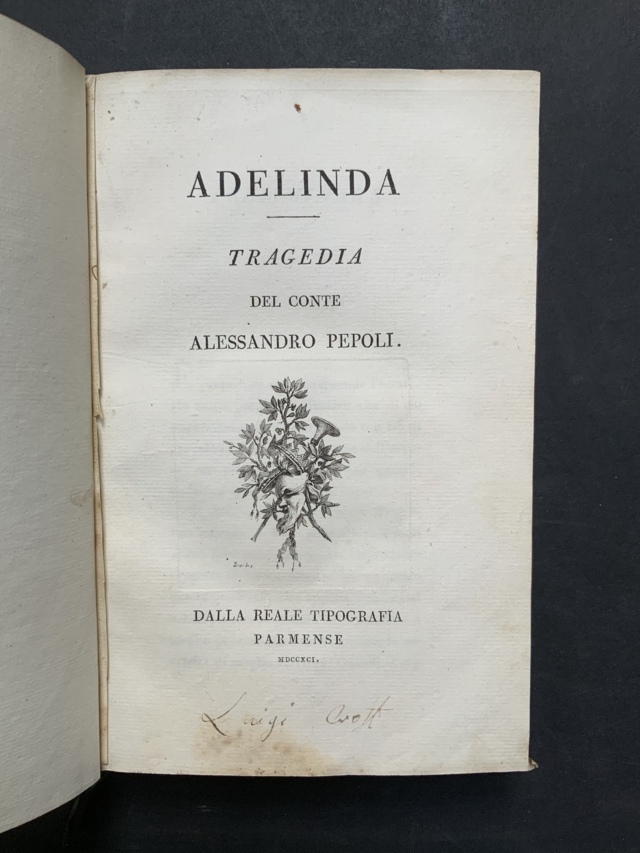 ADELINDA
TRAGEDIA
DEL CONTE
ALESSANDRO PEPOLI.
DALLA REALE TIPOGRAFIA
PARMENSE
MDCCXCI.
Luigi